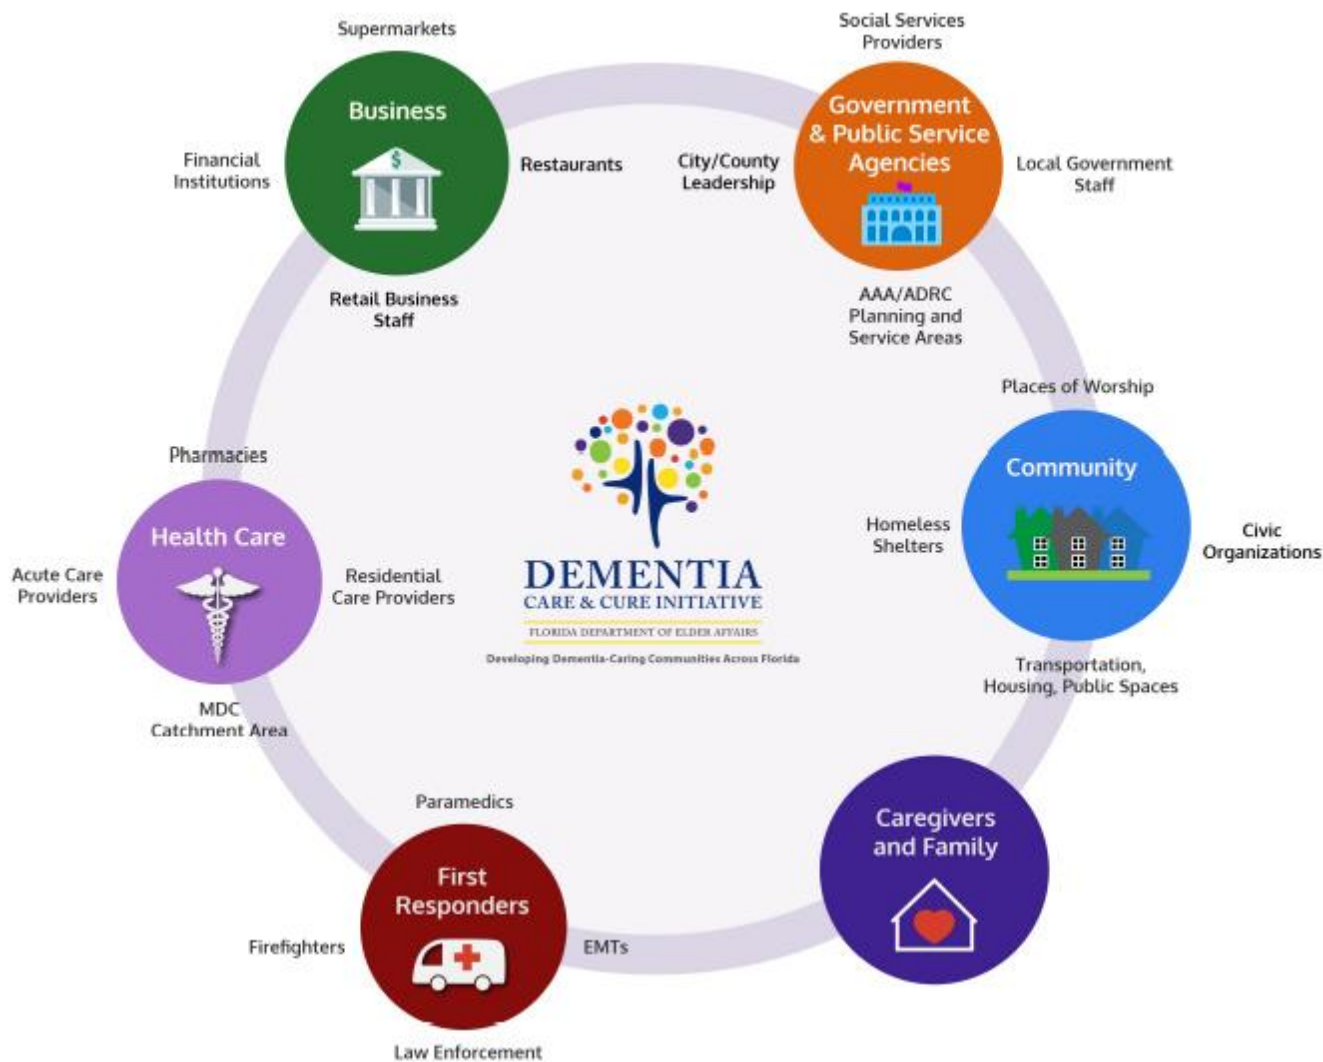 Supermarkets
Business
$
Financial
Institutions
Restaurants
Retail Business
Staff
Social Services
Providers
Government
& Public Service
Agencies
City/County
Leadership
Local Government
Staff
AAA/ADRC
Planning and
Service Areas
Places of Worship
Community
Homeless
Shelters
Civic
Organizations
Transportation,
Housing, Public Spaces
Pharmacies
Health Care
Acute Care
Providers
Residential
Care Providers
MDC
Catchment Area
DEMENTIA
CARE & CURE INITIATIVE
FLORIDA DEPARTMENT OF ELDER AFFAIRS
Developing Dementia-Caring Communities Across Florida
Caregivers
and Family
Paramedics
First
Responders
Firefighters
EMTs
Law Enforcement